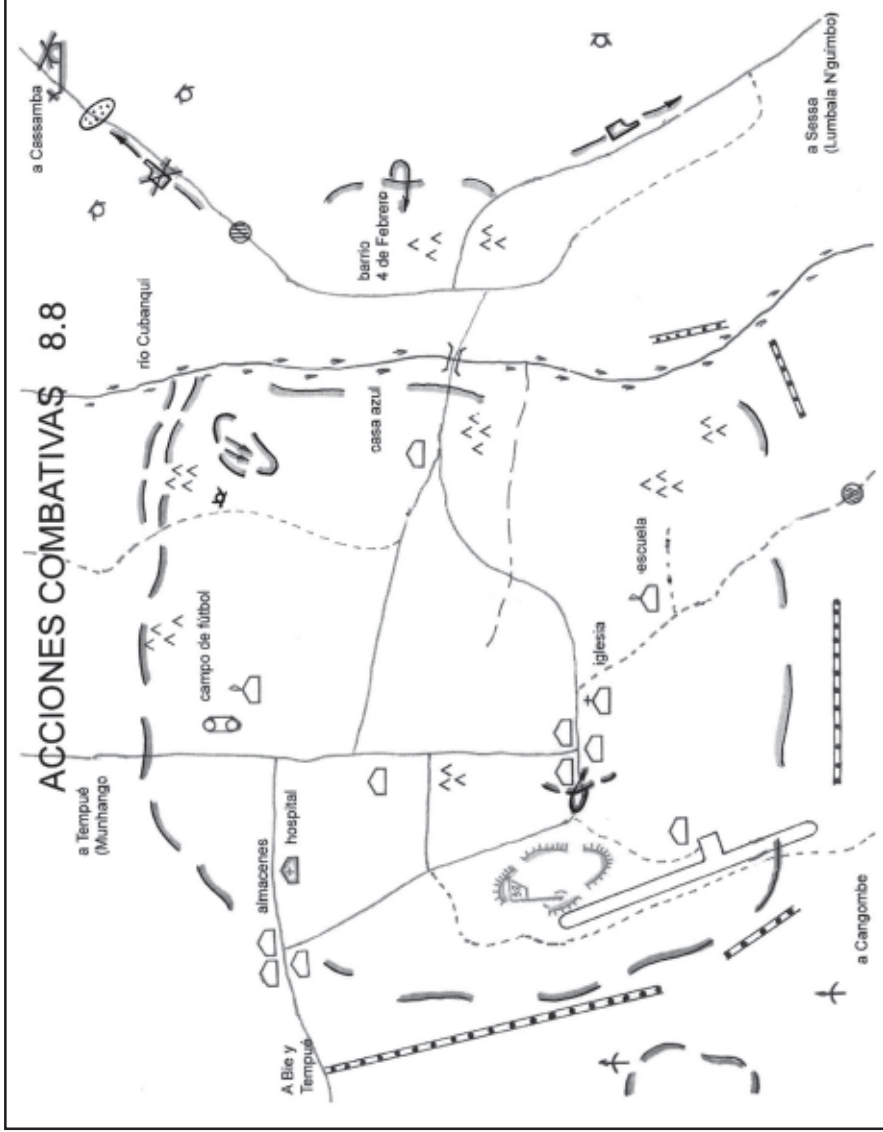 ACCIONES COMBATIVAS 8.8
a Tempué
(Munhango)
río Cubanquí
a Cassamba
campo de fútbol
almacenes
hospital
casa azul
barrio
4 de Febrero
A Bie y
Tempué
iglesia
escuela
a Cangombe
a Sessa
(Lumbala N'guimbo)